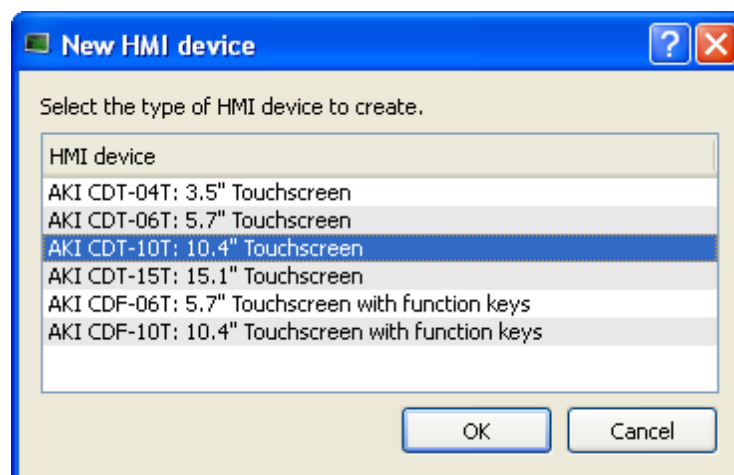 New HMI device
Select the type of HMI device to create.
HMI device
AKI CDT-04T: 3.5" Touchscreen
AKI CDT-06T: 5.7" Touchscreen
AKI CDT-10T: 10.4" Touchscreen
AKI CDT-15T: 15.1" Touchscreen
AKI CDF-06T: 5.7" Touchscreen with function keys
AKI CDF-10T: 10.4" Touchscreen with function keys
OK Cancel